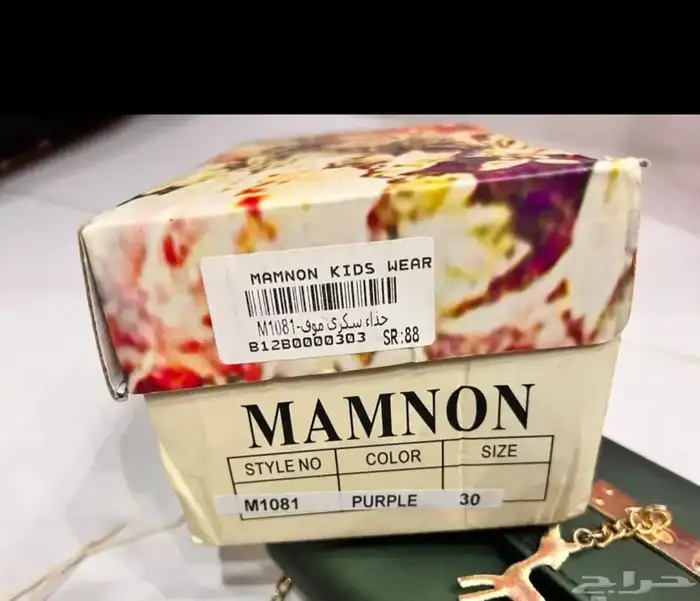 MAMNON KIDS WEAR
حذاء سكري موف-M1081
B12B0000303 SR:88
MAMNON
STYLE NO COLOR SIZE
M1081 PURPLE 30
حراج